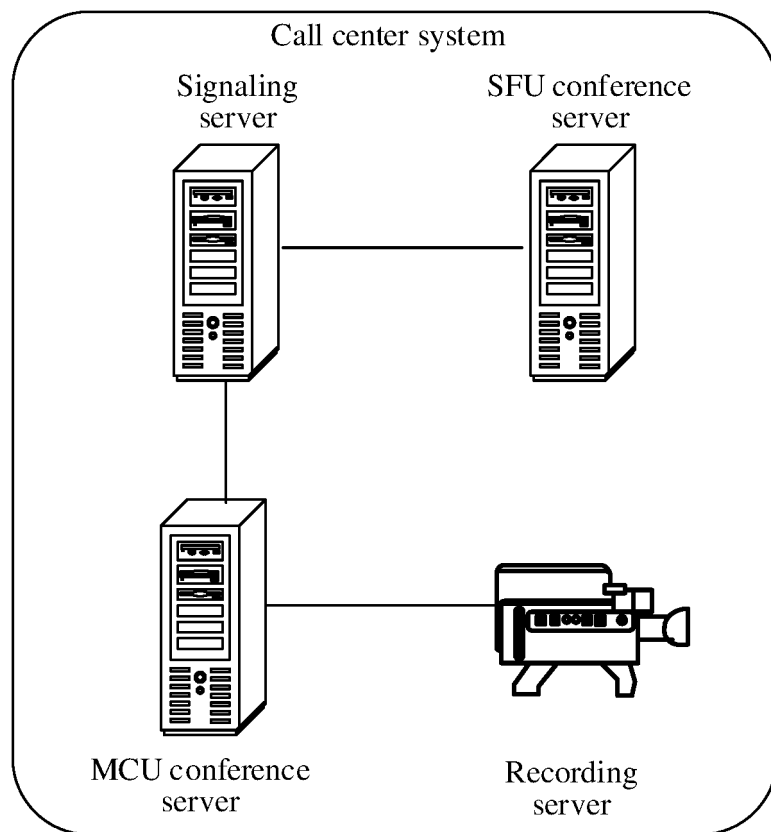 Call center system
Signaling
server
SFU conference
server
MCU conference
server
Recording
server